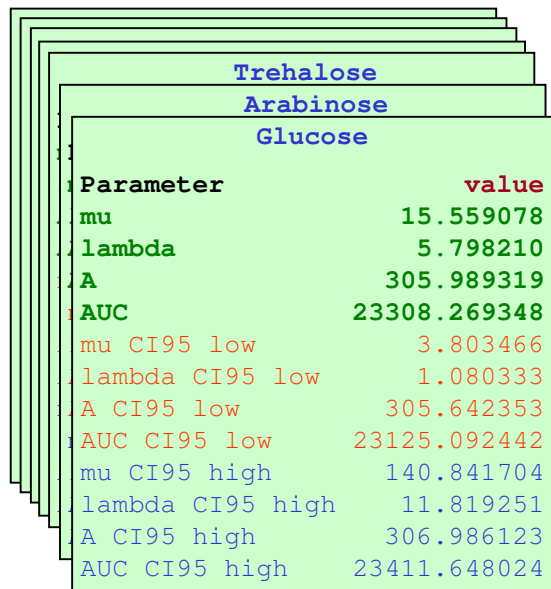 Trehalose
Arabinose
Glucose
Parameter value
mu 15.559078
lambda 5.798210
A 305.989319
AUC 23308.269348
mu CI95 low 3.803466
lambda CI95 low 1.080333
A CI95 low 305.642353
AUC CI95 low 23125.092442
mu CI95 high 140.841704
lambda CI95 high 11.819251
A CI95 high 306.986123
AUC CI95 high 23411.648024